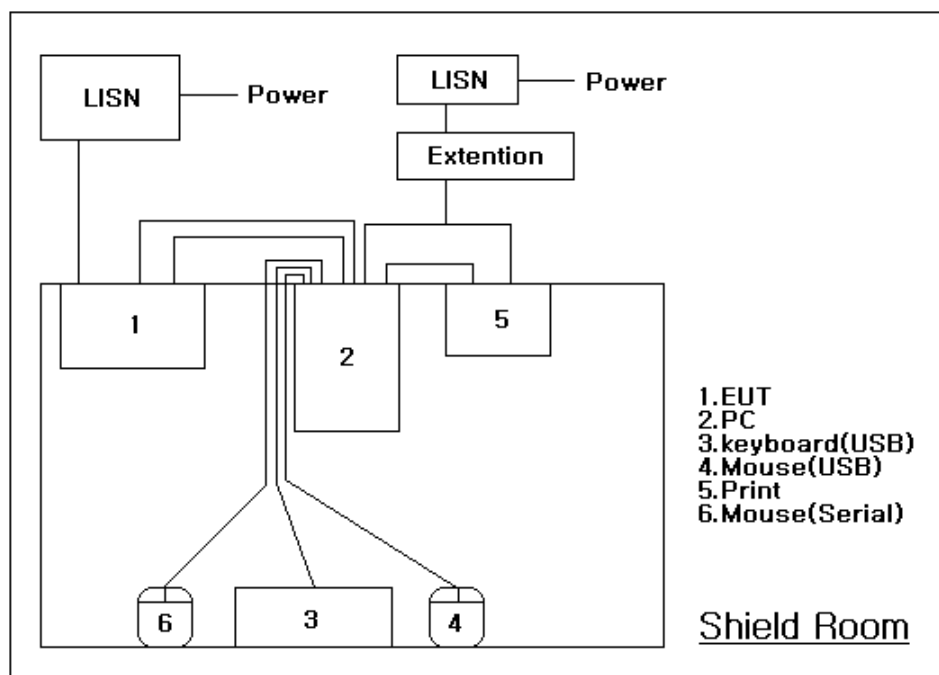 LISN
Power
LISN
Power
Extention
1
2
5
1.EUT
2.PC
3.keyboard(USB)
4.Mouse(USB)
5.Print
6.Mouse(Serial)
6
3
4
Shield Room